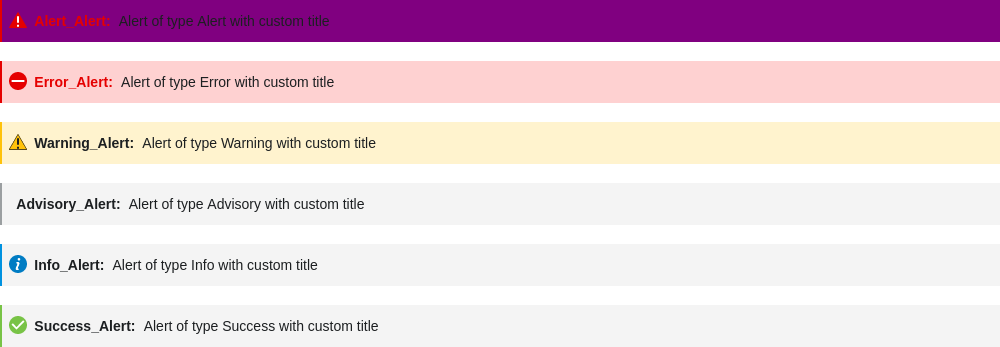 Alert_Alert: Alert of type Alert with custom title
Error_Alert: Alert of type Error with custom title
Warning_Alert: Alert of type Warning with custom title
Advisory_Alert: Alert of type Advisory with custom title
Info_Alert: Alert of type Info with custom title
Success_Alert: Alert of type Success with custom title